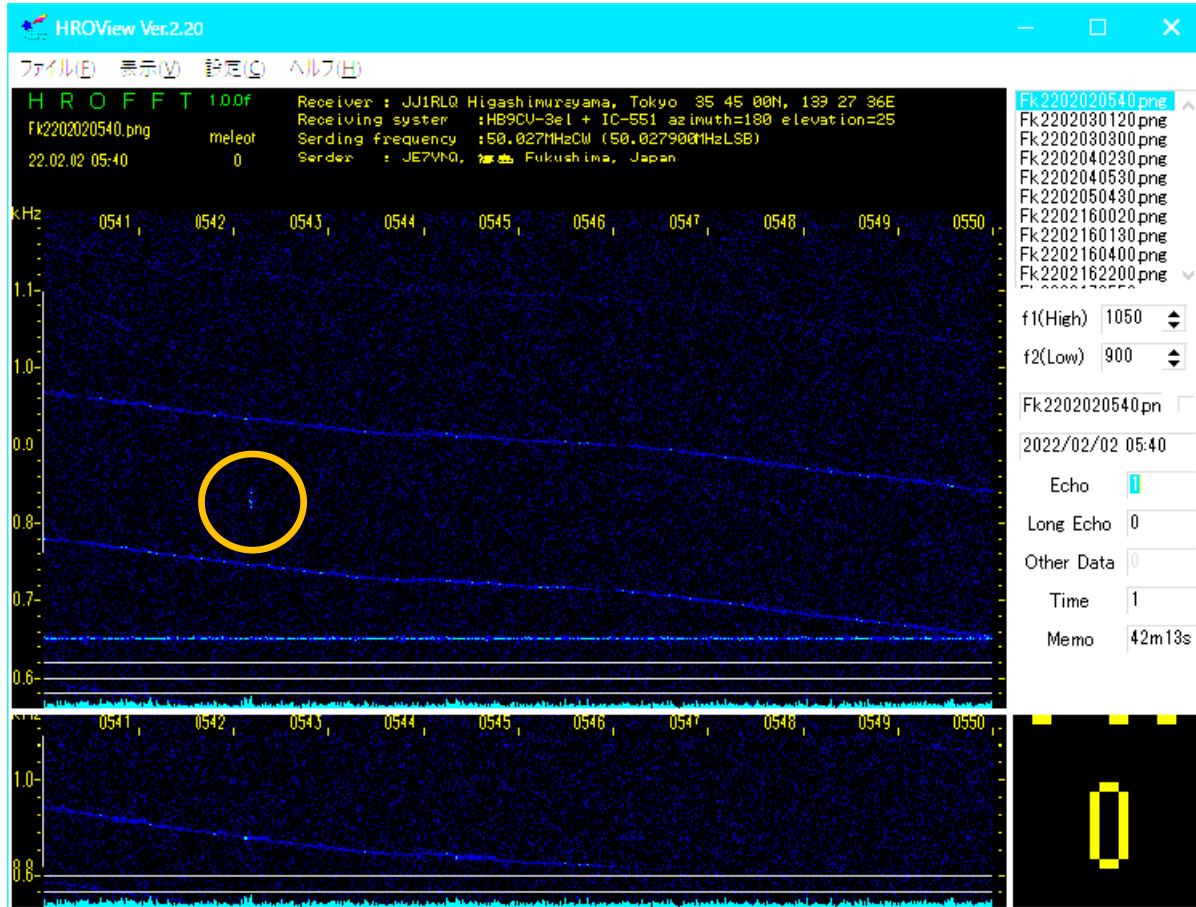 HROView Ver.2.20
ファイル(F) 表示(V) 設定(C) ヘルプ(H)
H R O F F T 1.0.0f
Fk2202020540.png meteor
22.02.02 05:40 0
Receiver : JJ1RLQ Higashimurayama, Tokyo 35 45 00N, 139 27 36E
Receiving system :HB9CV-3el + IC-551 azimuth=180 elevation=25
Serding frequency :50.027MHzCW (50.027900MHzLSB)
Serder : JE7VNQ, Fukushima, Japan
kHz 0541 0542 0543 0544 0545 0546 0547 0548 0549 0550
1.1
1.0
0.9
0.8
0.7
0.6
kHz 0541 0542 0543 0544 0545 0546 0547 0548 0549 0550
1.0
Fk2202020540.png
Fk2202030120.png
Fk2202030300.png
Fk2202040230.png
Fk2202040530.png
Fk2202050430.png
Fk2202160020.png
Fk2202160130.png
Fk2202160400.png
Fk2202162200.png
f1(High) 1050
f2(Low) 900
Fk2202020540.pn
2022/02/02 05:40
Echo 1
Long Echo 0
Other Data 0
Time 1
Memo 42m13s
0